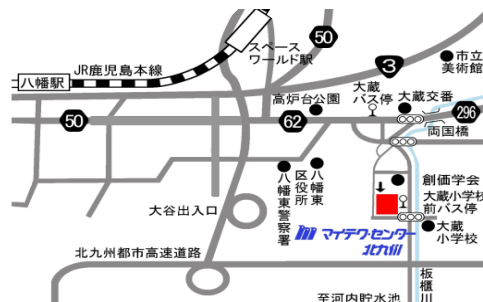 50
スペース
ワールド駅
JR鹿児島本線
3
市立
美術館
八幡駅
大蔵
バス停
大蔵交番
高炉台公園
296
50
62
両国橋
八幡東
区役所
八幡東警察署
創価学会
大蔵小学校
前バス停
大谷出入口
マイテク・センター
北九州
大蔵
小学校
北九州都市高速道路
板櫃川
至河内貯水池